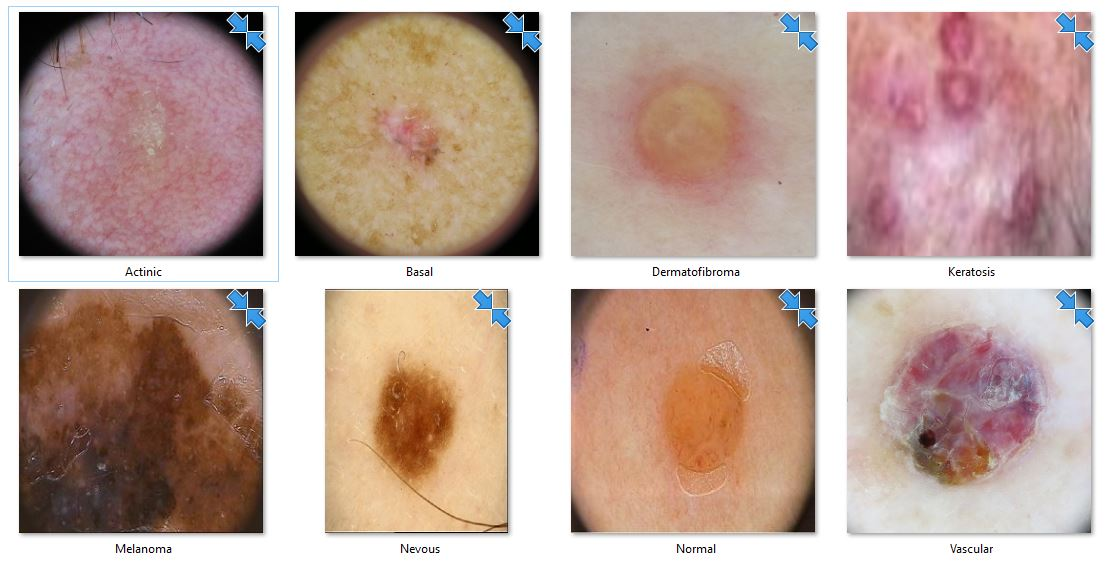 Actinic
Basal
Dermatofibroma
Keratosis
Melanoma
Nevous
Normal
Vascular